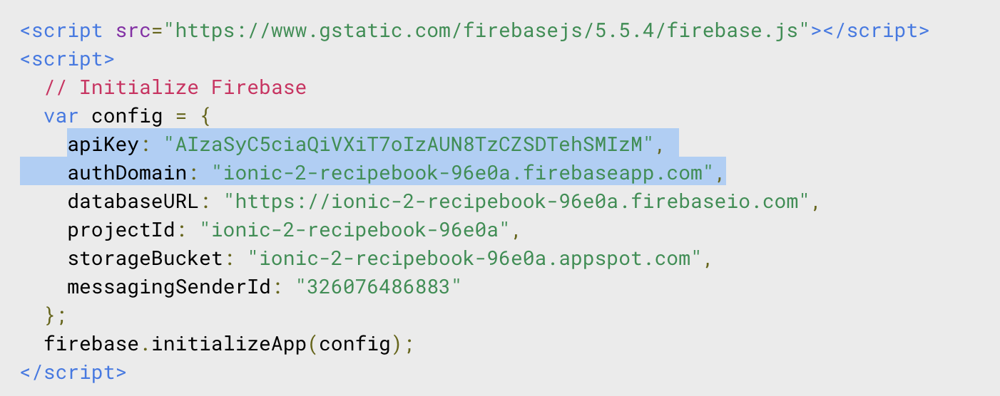 <script src="https://www.gstatic.com/firebasejs/5.5.4/firebase.js"></script>
<script>
// Initialize Firebase
var config = {
apiKey: "AIzaSyC5ciaQiVXiT7oIzAUN8TzCZSDTehSMIzM",
authDomain: "ionic-2-recipebook-96e0a.firebaseapp.com",
databaseURL: "https://ionic-2-recipebook-96e0a.firebaseio.com",
projectId: "ionic-2-recipebook-96e0a",
storageBucket: "ionic-2-recipebook-96e0a.appspot.com",
messagingSenderId: "326076486883"
};
firebase.initializeApp(config);
</script>